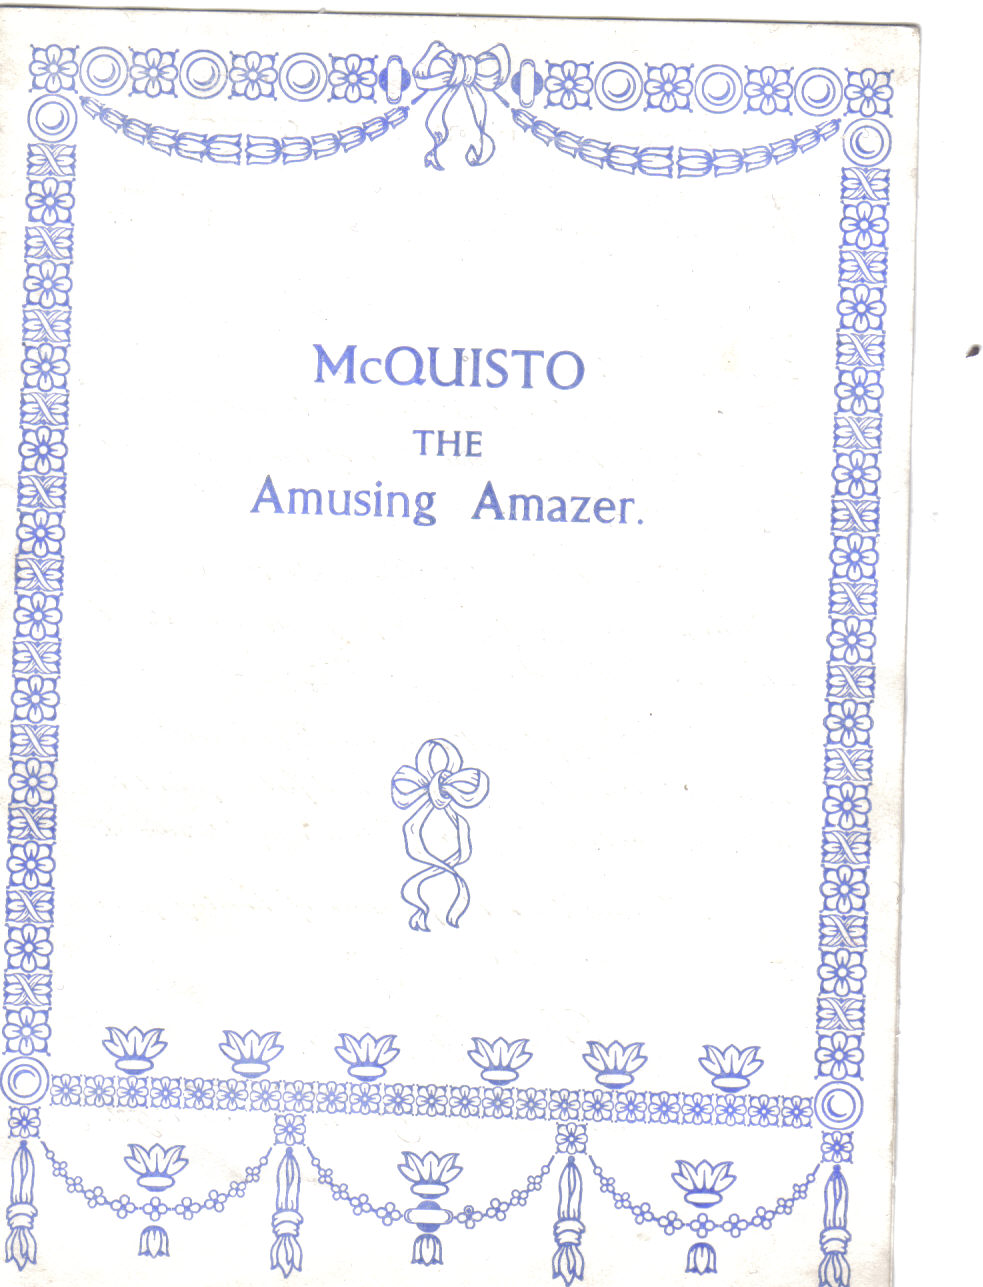 McQUISTO
THE
Amusing Amazer.